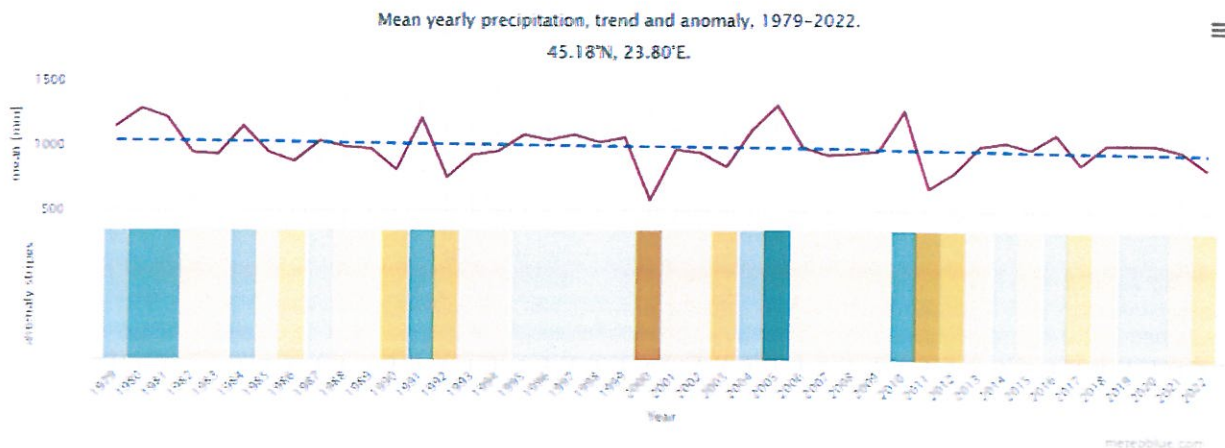 Mean yearly precipitation, trend and anomaly, 1979-2022.
45.18°N, 23.80°E.
1500
1000
500
mean [mm]
anomaly stripes
1979 1980 1981 1982 1983 1984 1985 1986 1987 1988 1989 1990 1991 1992 1993 1994 1995 1996 1997 1998 1999 2000 2001 2002 2003 2004 2005 2006 2007 2008 2009 2010 2011 2012 2013 2014 2015 2016 2017 2018 2019 2020 2021 2022
Year
meteoblue.com